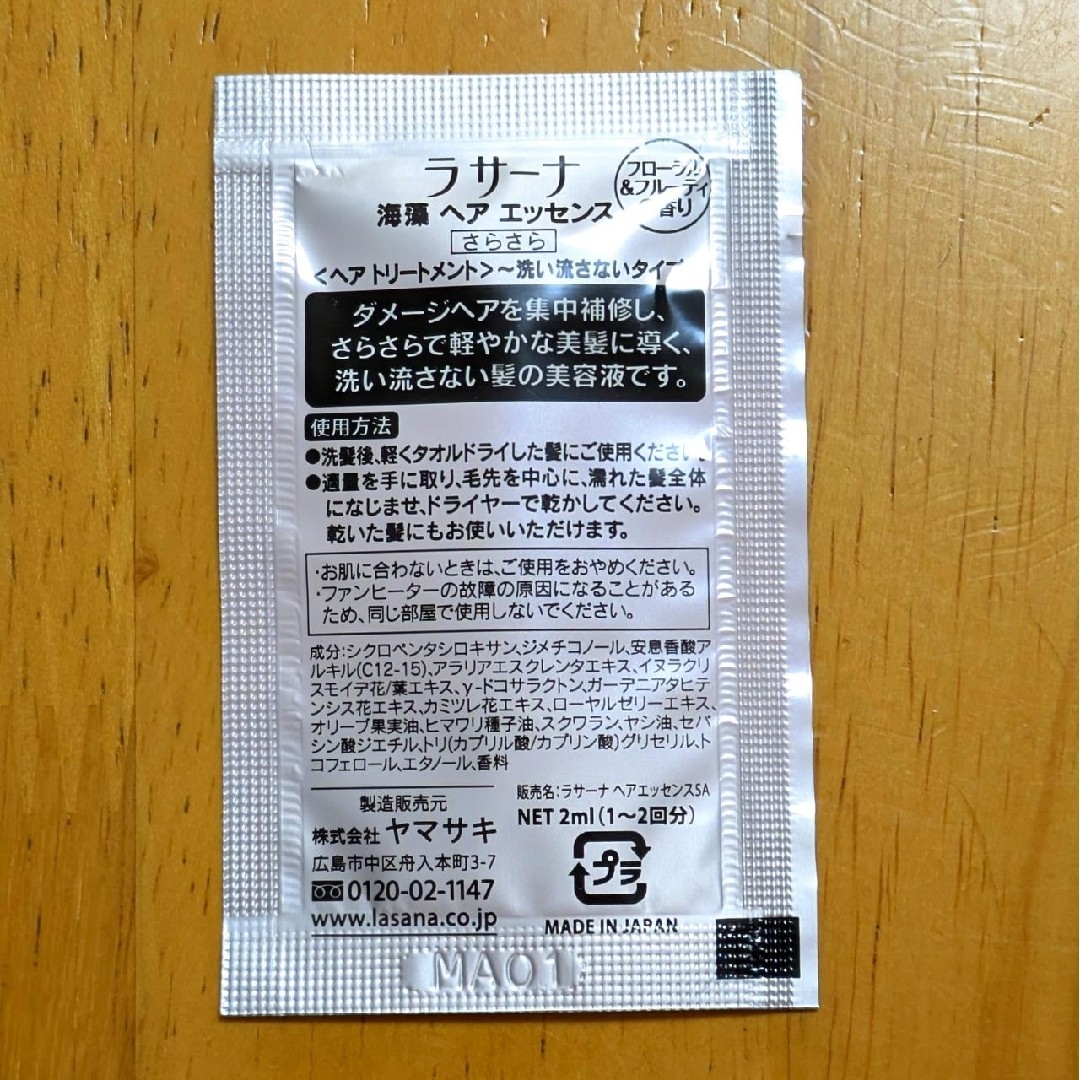 ラサーナ
海藻 ヘア エッセンス
さらさら
フローラル
&フルーティ
香り
<ヘア トリートメント>~洗い流さないタイプ
ダメージヘアを集中補修し、
さらさらで軽やかな美髪に導く、
洗い流さない髪の美容液です。
使用方法
●洗髪後、軽くタオルドライした髪にご使用ください。
●適量を手に取り、毛先を中心に、濡れた髪全体
になじませ、ドライヤーで乾かしてください。
乾いた髪にもお使いいただけます。
・お肌に合わないときは、ご使用をおやめください。
・ファンヒーターの故障の原因になることがある
ため、同じ部屋で使用しないでください。
成分:シクロペンタシロキサン、ジメチコノール、安息香酸ア
ルキル(C12-15)、アラリアエスクレンタエキス、イヌラクリ
スモイデ花/葉エキス、γ-ドコサラクトン、ガーデニアタヒテ
ンシス花エキス、カミツレ花エキス、ローヤルゼリーエキス、
オリーブ果実油、ヒマワリ種子油、スクワラン、ヤシ油、セバ
シン酸ジエチル、トリ(カプリル酸/カプリン酸)グリセリル、ト
コフェロール、エタノール、香料
製造販売元
株式会社 ヤマサキ
広島市中区舟入本町3-7
0120-02-1147
www.lasana.co.jp
販売名:ラサーナ ヘアエッセンスSA
NET 2ml(1~2回分)
プラ
MADE IN JAPAN
MA01